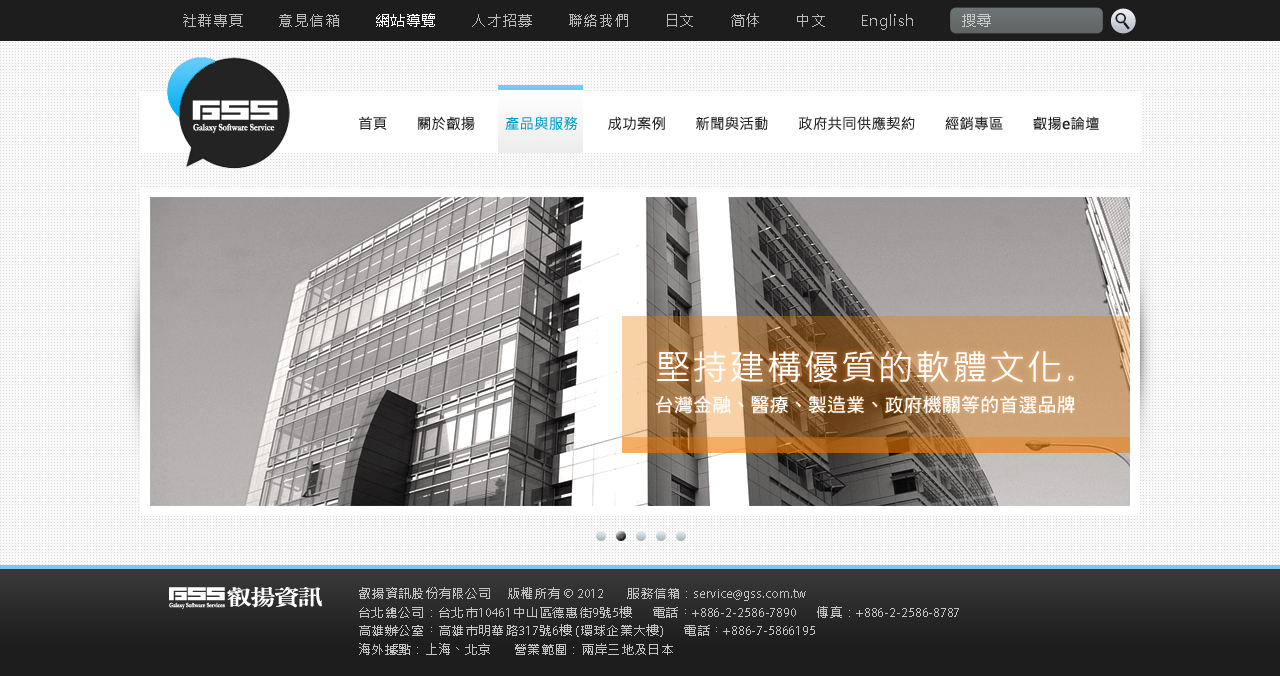 社群專頁 意見信箱 網站導覽 人才招募 聯絡我們 日文 简体 中文 English 搜尋
GSS
Galaxy Software Service
首頁 關於叡揚 產品與服務 成功案例 新聞與活動 政府共同供應契約 經銷專區 叡揚e論壇
堅持建構優質的軟體文化。
台灣金融、醫療、製造業、政府機關等的首選品牌
GSS 叡揚資訊
Galaxy Software Services
叡揚資訊股份有限公司 版權所有 © 2012 服務信箱：service@gss.com.tw
台北總公司：台北市10461中山區德惠街9號5樓 電話：+886-2-2586-7890 傳真：+886-2-2586-8787
高雄辦公室：高雄市明華路317號6樓 (環球企業大樓) 電話：+886-7-5866195
海外據點：上海、北京 營業範圍：兩岸三地及日本